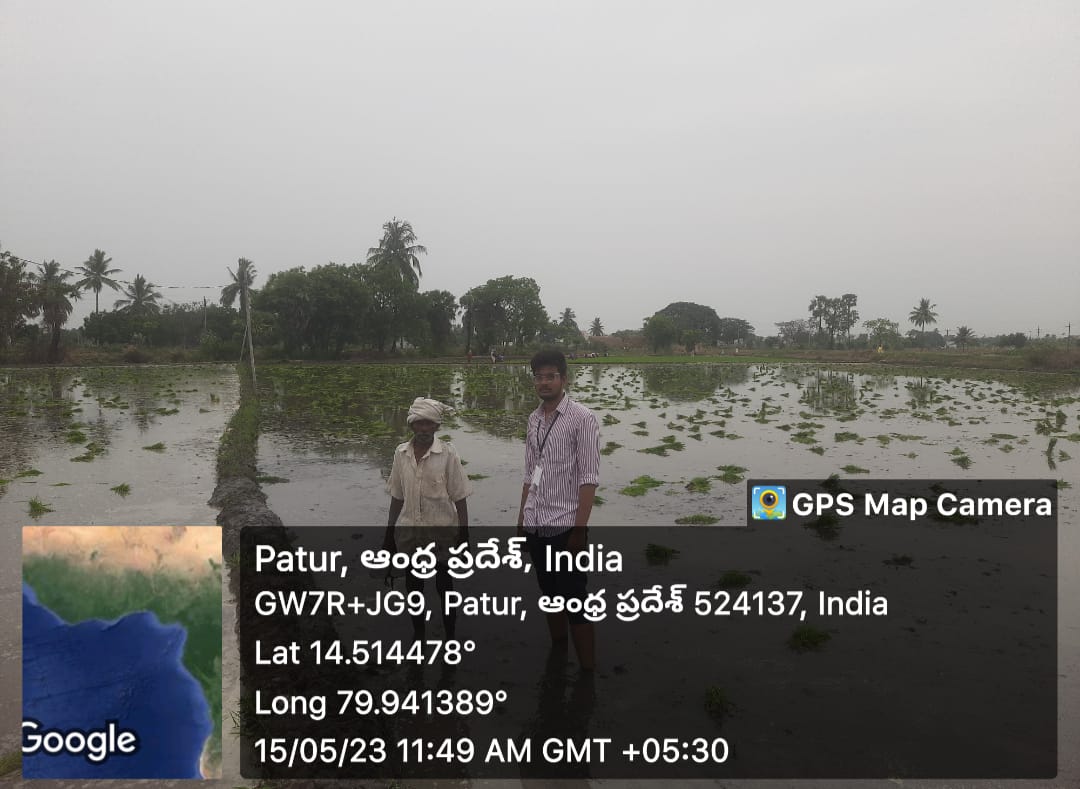 GPS Map Camera
Patur, ఆంధ్ర ప్రదేశ్, India
GW7R+JG9, Patur, ఆంధ్ర ప్రదేశ్ 524137, India
Lat 14.514478°
Long 79.941389°
15/05/23 11:49 AM GMT +05:30
Google